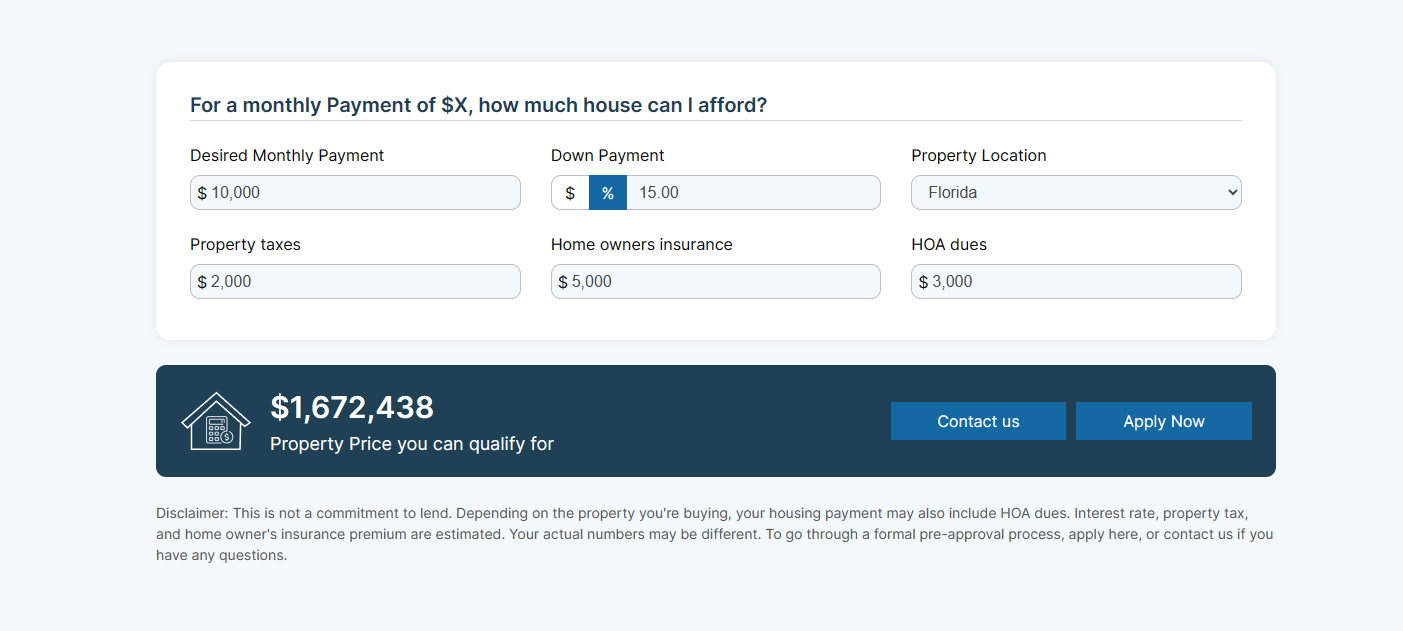 For a monthly Payment of $X, how much house can I afford?
Desired Monthly Payment
Down Payment
Property Location
$ 10,000
$ % 15.00
Florida
Property taxes
Home owners insurance
HOA dues
$ 2,000
$ 5,000
$ 3,000
$1,672,438
Property Price you can qualify for
Contact us
Apply Now
Disclaimer: This is not a commitment to lend. Depending on the property you're buying, your housing payment may also include HOA dues. Interest rate, property tax,
and home owner's insurance premium are estimated. Your actual numbers may be different. To go through a formal pre-approval process, apply here, or contact us if you
have any questions.